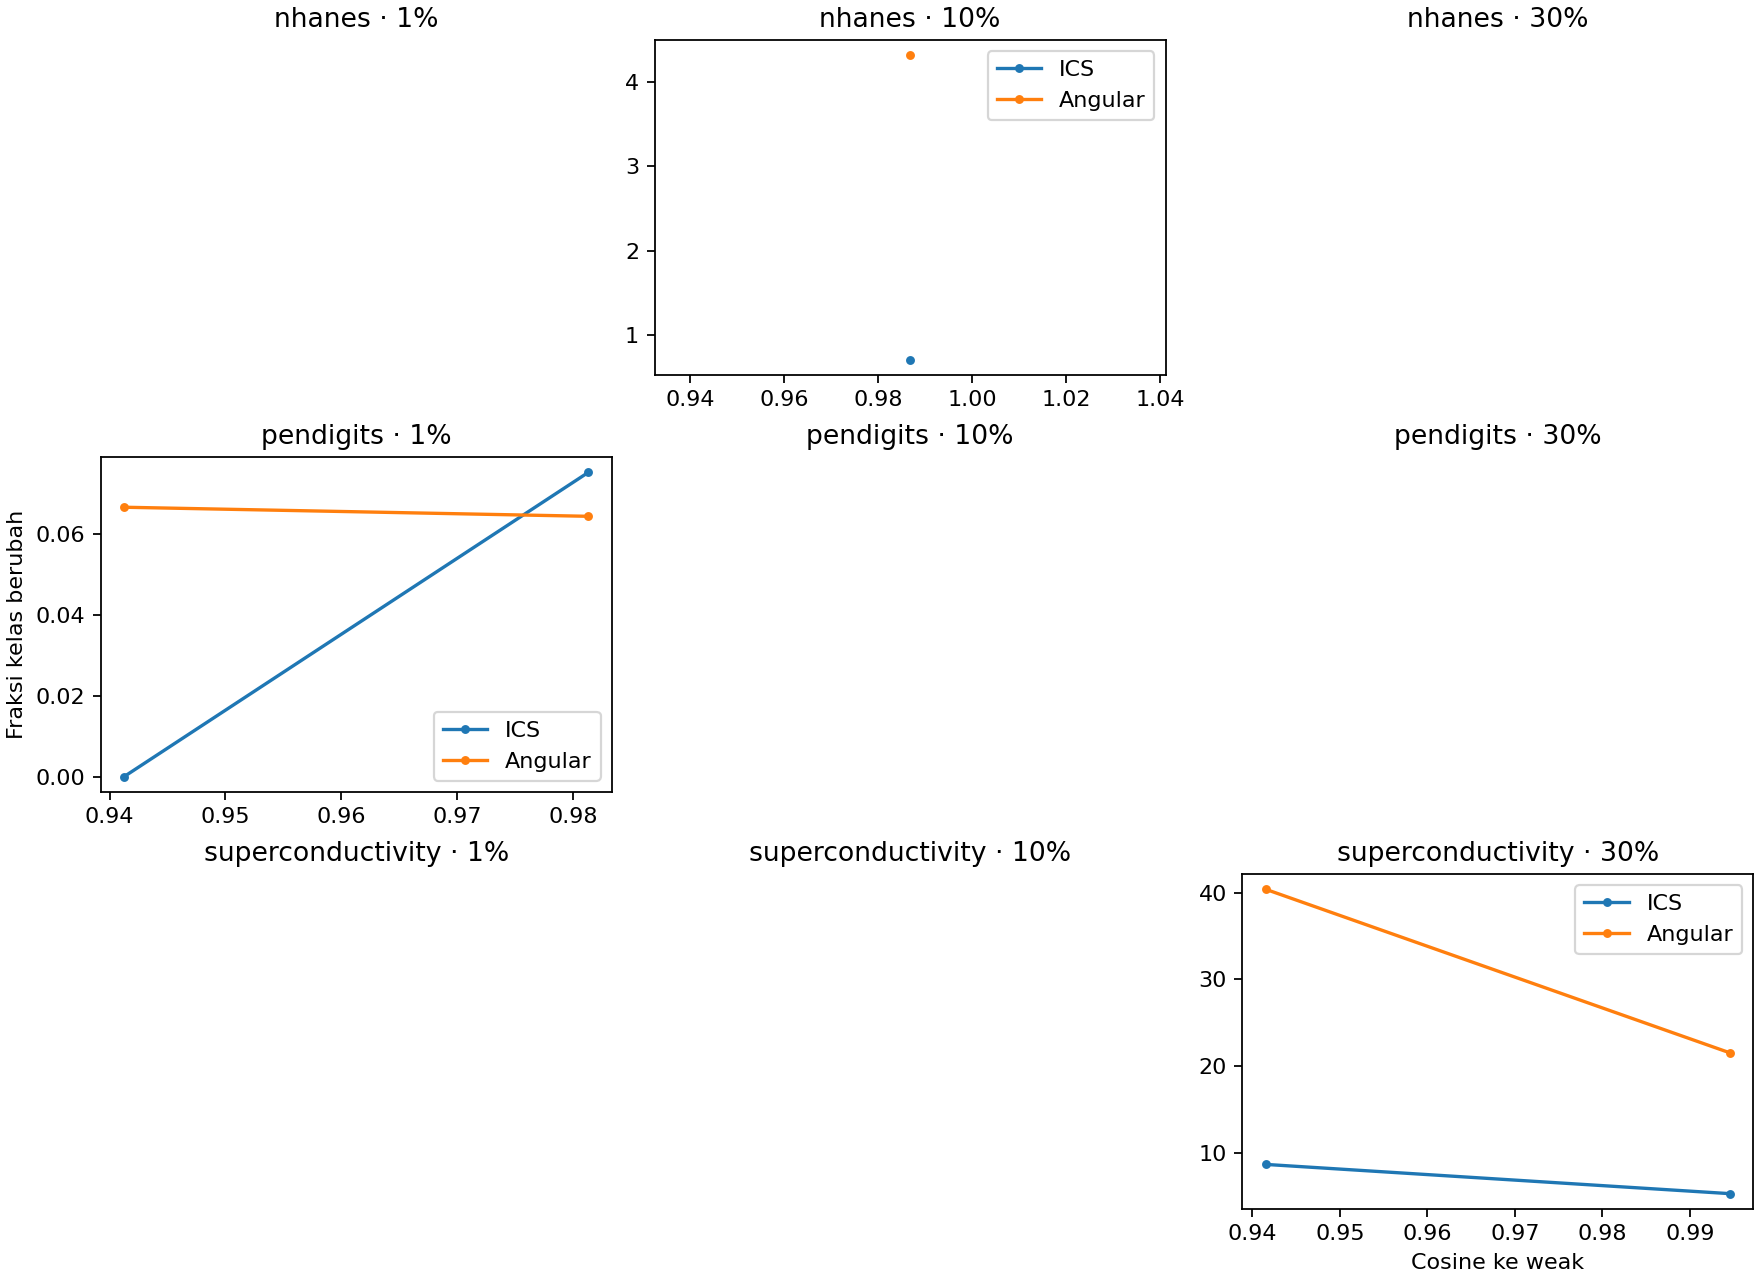 nhanes · 1%
nhanes · 10%
nhanes · 30%
4
3
2
1
ICS
Angular
0.94 0.96 0.98 1.00 1.02 1.04
pendigits · 1%
pendigits · 10%
pendigits · 30%
Fraksi kelas berubah
0.06
0.04
0.02
0.00
ICS
Angular
0.94 0.95 0.96 0.97 0.98
superconductivity · 1%
superconductivity · 10%
superconductivity · 30%
40
30
20
10
ICS
Angular
0.94 0.95 0.96 0.97 0.98 0.99
Cosine ke weak